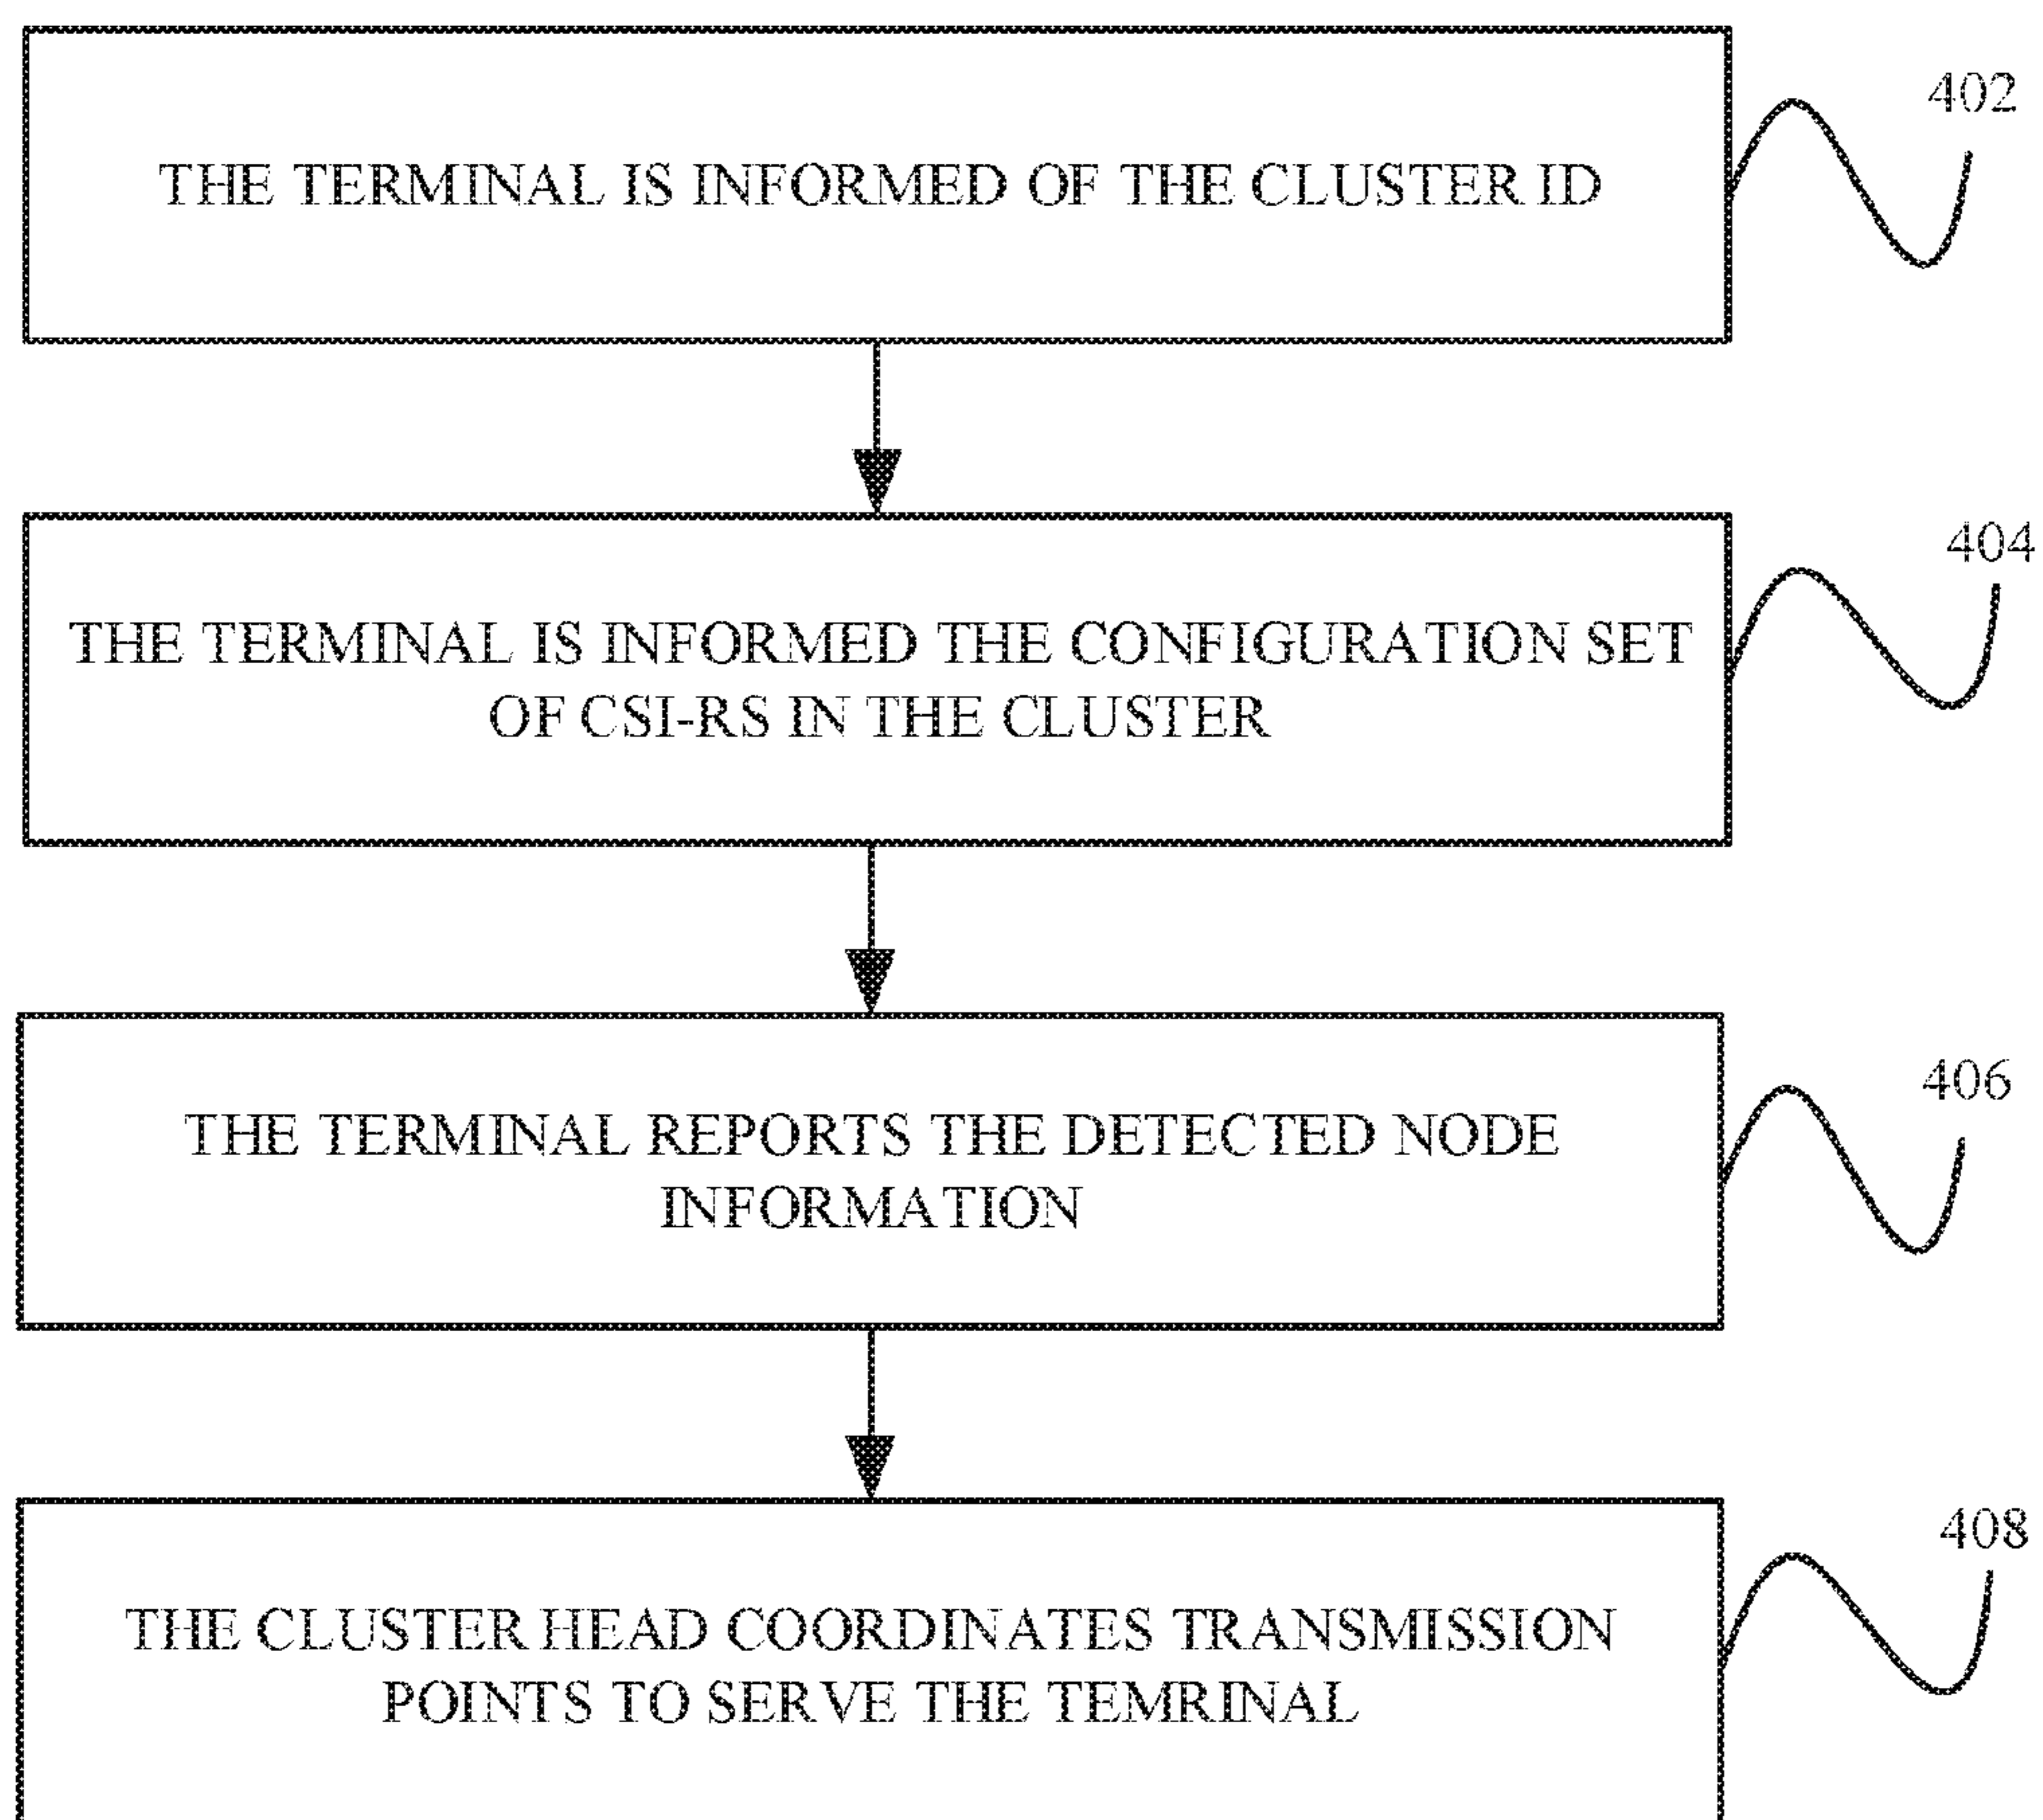 402
THE TERMINAL IS INFORMED OF THE CLUSTER ID
404
THE TERMINAL IS INFORMED THE CONFIGURATION SET
OF CSI-RS IN THE CLUSTER
406
THE TERMINAL REPORTS THE DETECTED NODE
INFORMATION
408
THE CLUSTER HEAD COORDINATES TRANSMISSION
POINTS TO SERVE THE TEMRINAL